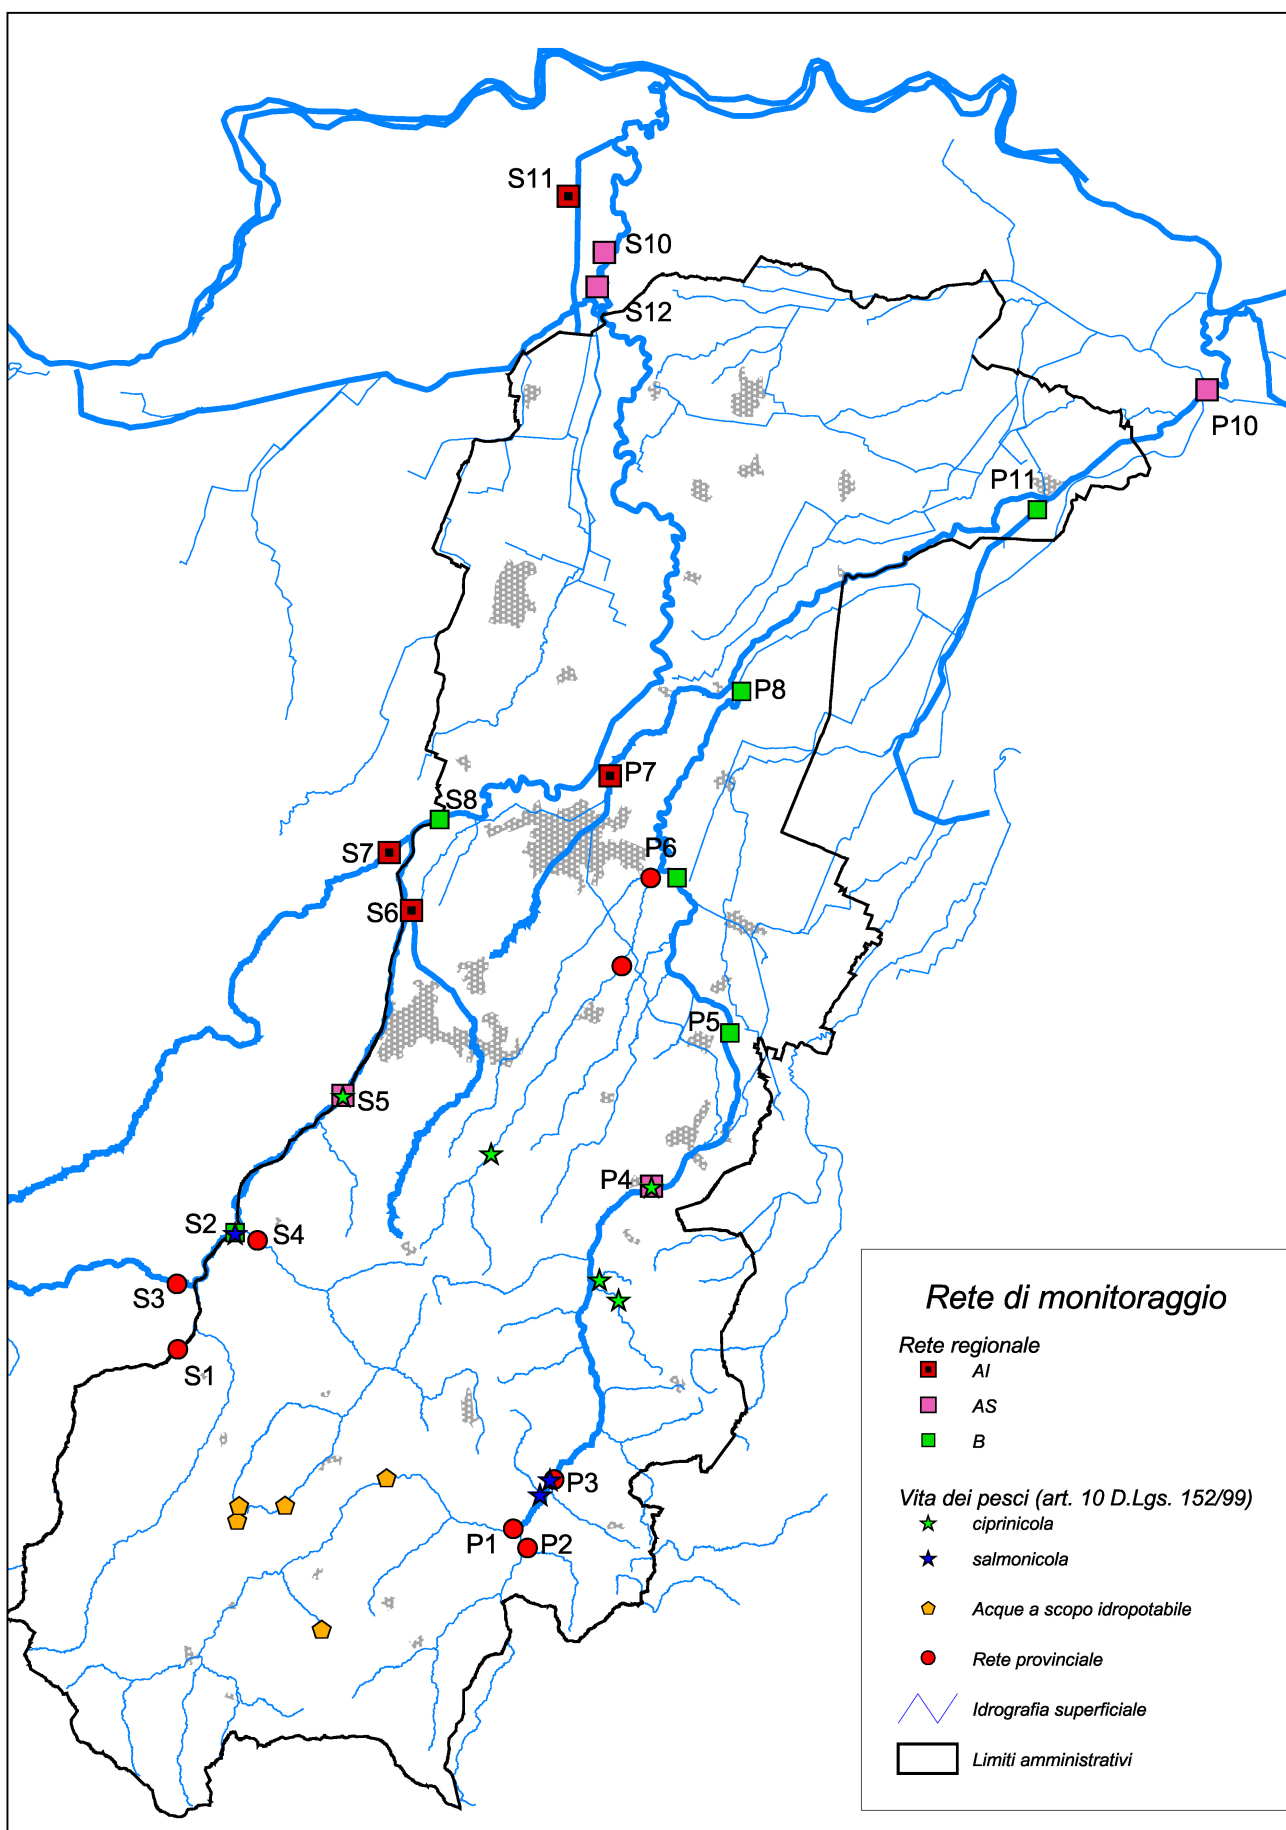 S11
S10
S12
P10
P11
P8
P7
S8
S7
P6
S6
P5
S5
P4
S2
S4
S3
S1
P3
P1
P2
Rete di monitoraggio
Rete regionale
AI
AS
B
Vita dei pesci (art. 10 D.Lgs. 152/99)
ciprinicola
salmonicola
Acque a scopo idropotabile
Rete provinciale
Idrografia superficiale
Limiti amministrativi